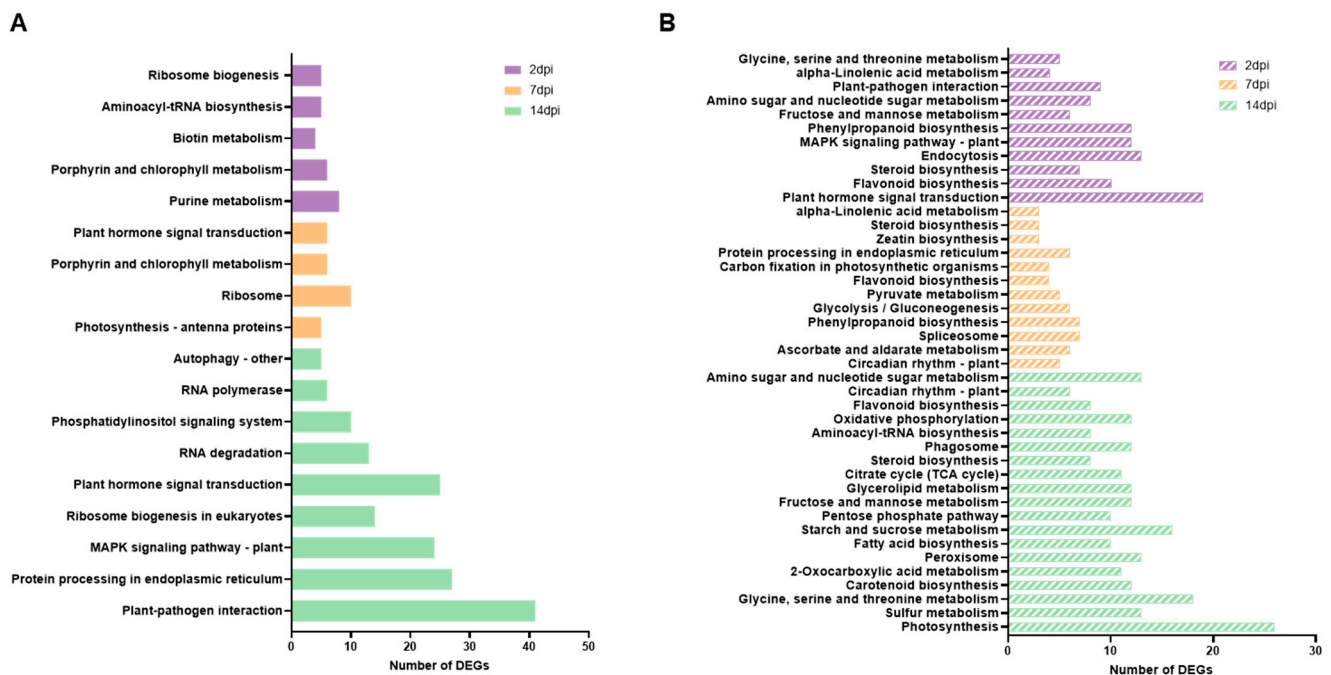 A
Ribosome biogenesis
Aminoacyl-tRNA biosynthesis
Biotin metabolism
Porphyrin and chlorophyll metabolism
Purine metabolism
Plant hormone signal transduction
Porphyrin and chlorophyll metabolism
Ribosome
Photosynthesis - antenna proteins
Autophagy - other
RNA polymerase
Phosphatidylinositol signaling system
RNA degradation
Plant hormone signal transduction
Ribosome biogenesis in eukaryotes
MAPK signaling pathway - plant
Protein processing in endoplasmic reticulum
Plant-pathogen interaction
2dpi
7dpi
14dpi
0 10 20 30 40 50
Number of DEGs
B
Glycine, serine and threonine metabolism
alpha-Linolenic acid metabolism
Plant-pathogen interaction
Amino sugar and nucleotide sugar metabolism
Fructose and mannose metabolism
Phenylpropanoid biosynthesis
MAPK signaling pathway - plant
Endocytosis
Steroid biosynthesis
Flavonoid biosynthesis
Plant hormone signal transduction
alpha-Linolenic acid metabolism
Steroid biosynthesis
Zeatin biosynthesis
Protein processing in endoplasmic reticulum
Carbon fixation in photosynthetic organisms
Flavonoid biosynthesis
Pyruvate metabolism
Glycolysis / Gluconeogenesis
Phenylpropanoid biosynthesis
Spliceosome
Ascorbate and aldarate metabolism
Circadian rhythm - plant
Amino sugar and nucleotide sugar metabolism
Circadian rhythm - plant
Flavonoid biosynthesis
Oxidative phosphorylation
Aminoacyl-tRNA biosynthesis
Phagosome
Steroid biosynthesis
Citrate cycle (TCA cycle)
Glycerolipid metabolism
Fructose and mannose metabolism
Pentose phosphate pathway
Starch and sucrose metabolism
Fatty acid biosynthesis
Peroxisome
2-Oxocarboxylic acid metabolism
Carotenoid biosynthesis
Glycine, serine and threonine metabolism
Sulfur metabolism
Photosynthesis
2dpi
7dpi
14dpi
0 10 20 30
Number of DEGs